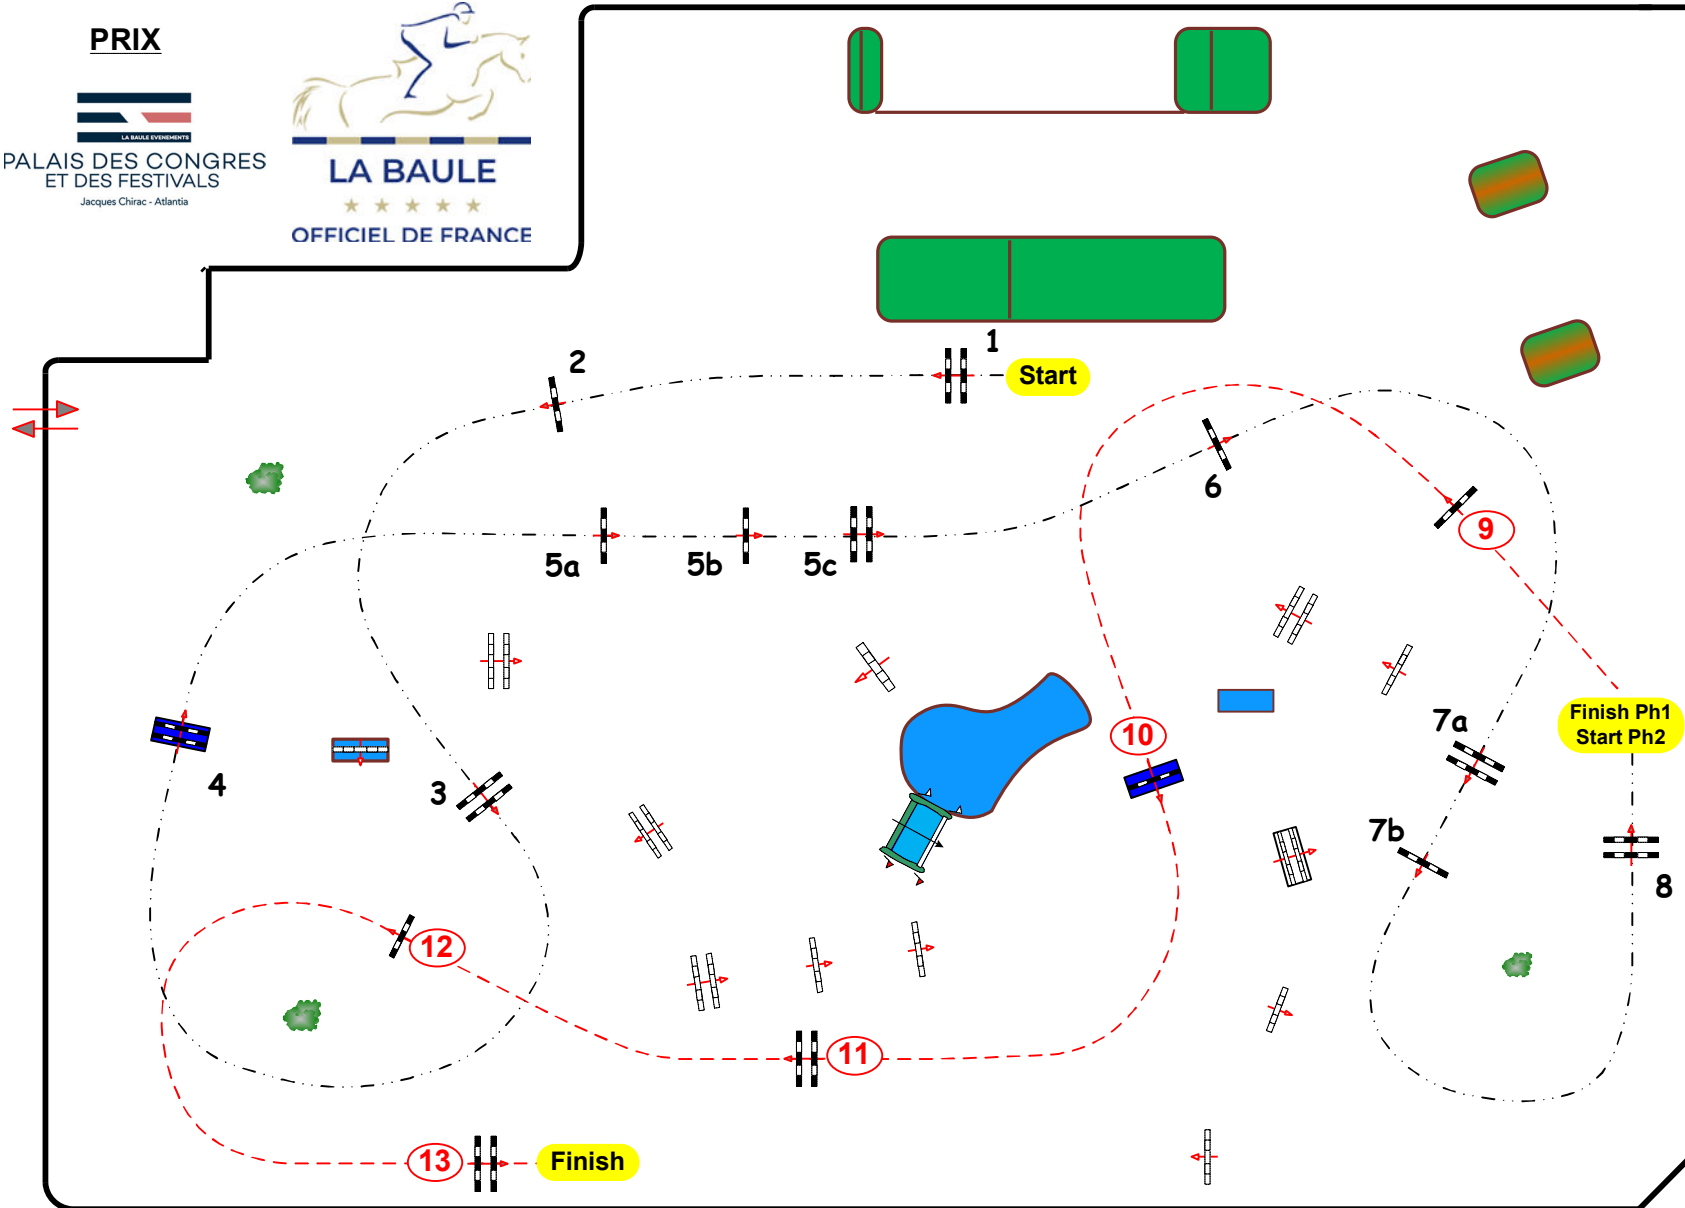 PRIX
LA BAULE EVENEMENTS
PALAIS DES CONGRES
ET DES FESTIVALS
Jacques Chirac - Atlantia
LA BAULE
OFFICIEL DE FRANCE
1
Start
2
6
5a
5b
5c
9
Finish Ph1
Start Ph2
7a
10
4
3
7b
8
12
11
13
Finish